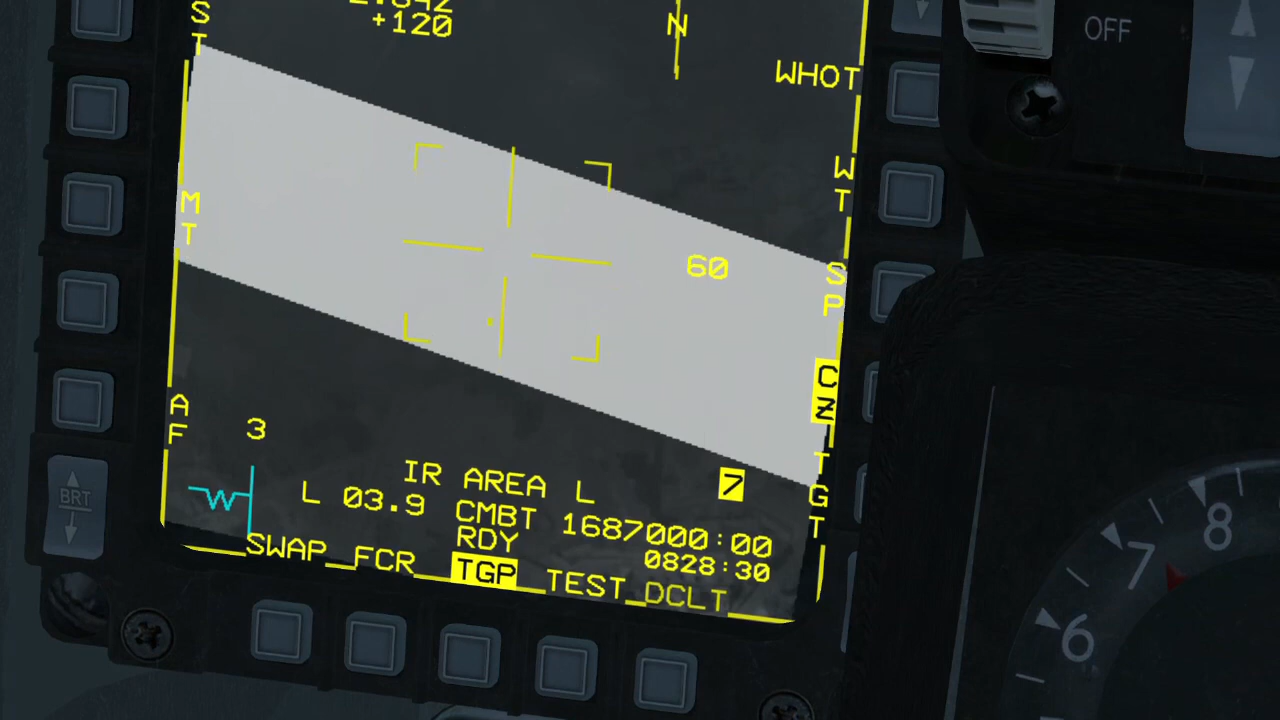 S
T
+120
N
OFF
WHOT
W
T
M
T
60
S
P
C
Z
A
F
3
T
G
T
IR AREA L
7
L 03.9
CMBT
1687000:00
RDY
0828:30
SWAP
FCR
TGP
TEST
DCLT
BRT
8
7
6